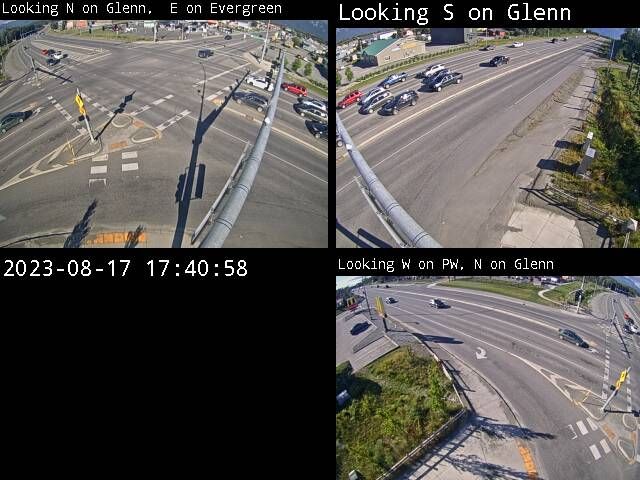 Looking N on Glenn,  E on Evergreen
Looking S on Glenn
2023-08-17 17:40:58
Looking W on PW, N on Glenn